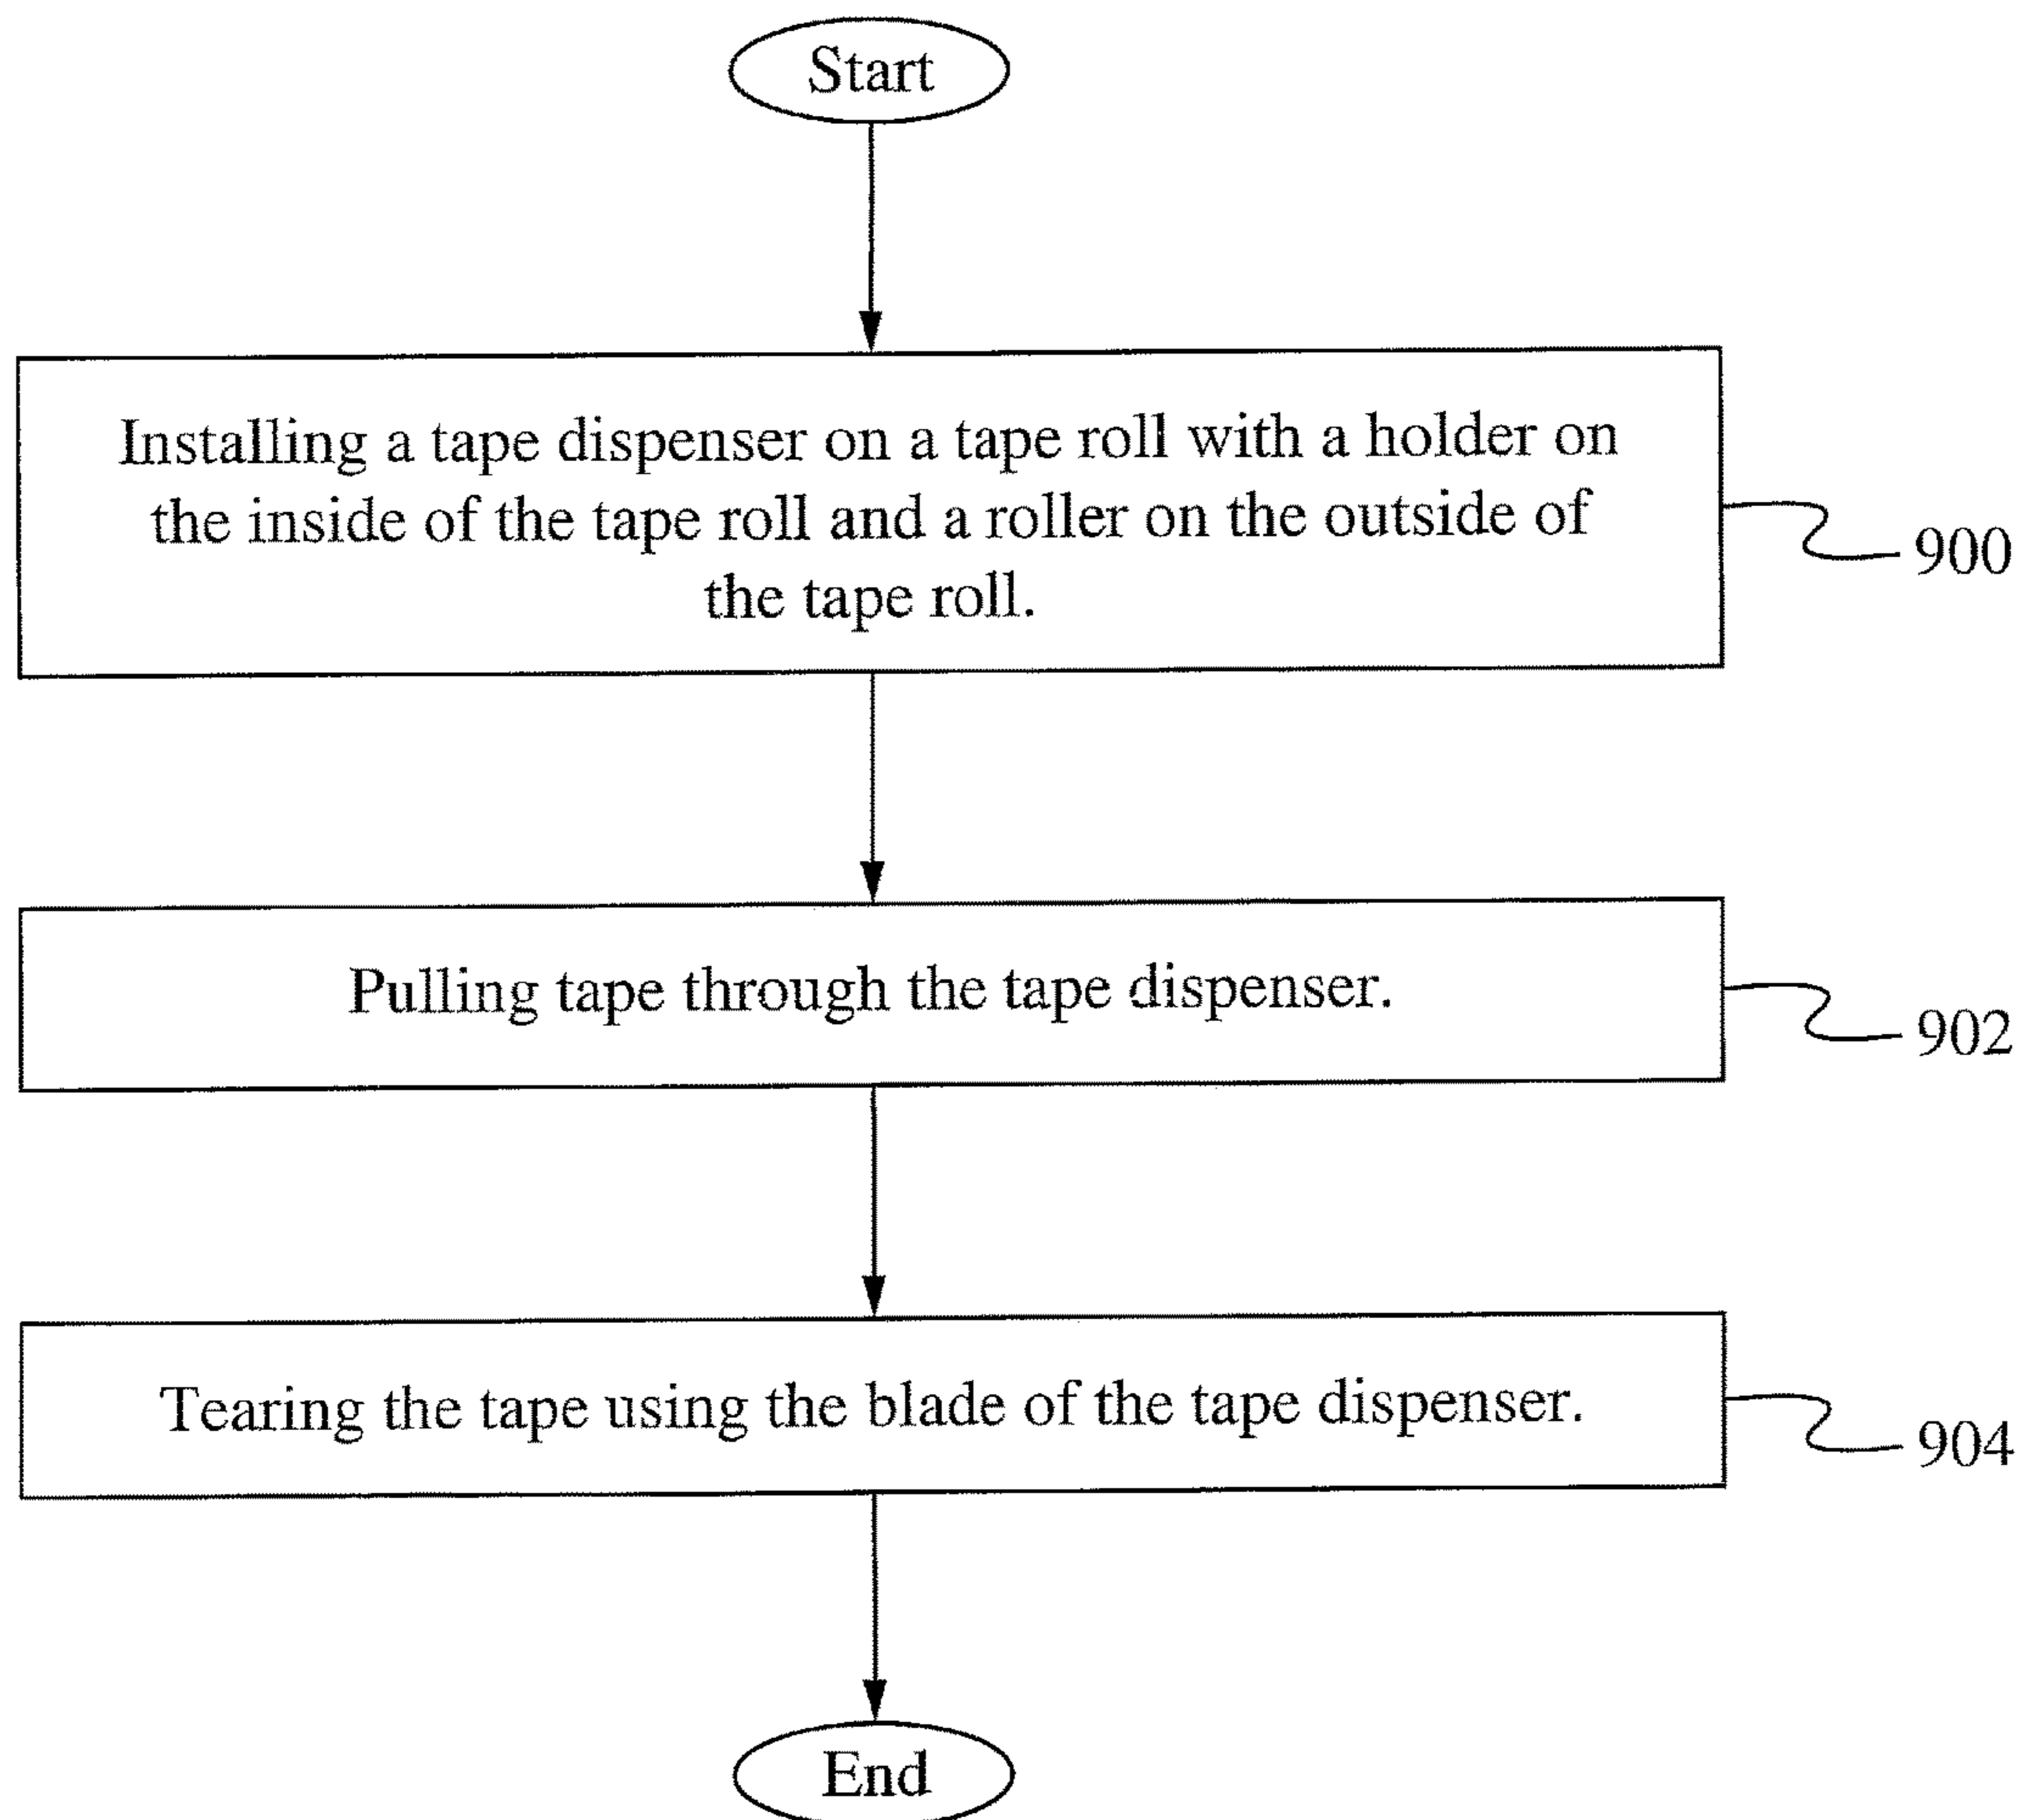 Start
Installing a tape dispenser on a tape roll with a holder on
the inside of the tape roll and a roller on the outside of
the tape roll.
900
Pulling tape through the tape dispenser.
902
Tearing the tape using the blade of the tape dispenser.
904
End